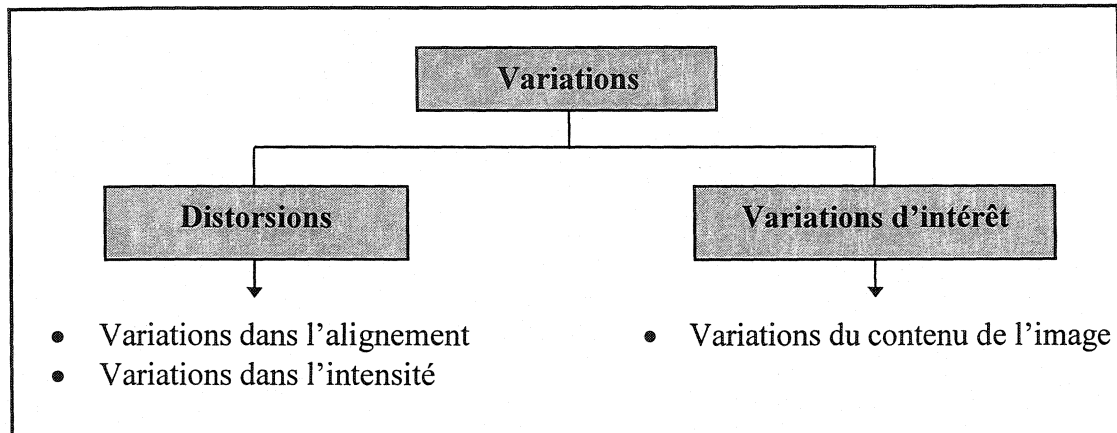 Variations
Distorsions
Variations d'intérêt
• Variations dans l'alignement
• Variations dans l'intensité
• Variations du contenu de l'image